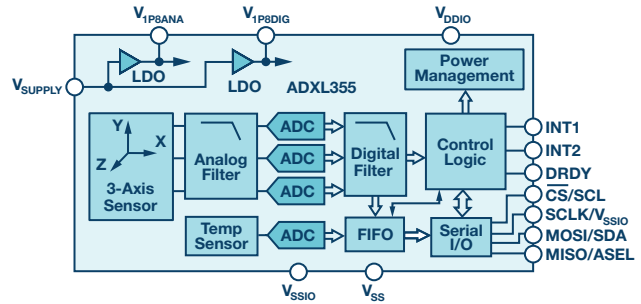 V1P8ANA
V1P8DIG
VDDIO
LDO
LDO
ADXL355
Power
Management
VSUPPLY
Y
X
Z
3-Axis
Sensor
Analog
Filter
ADC
ADC
ADC
Digital
Filter
Control
Logic
INT1
INT2
DRDY
CS/SCL
SCLK/VSSIO
MOSI/SDA
MISO/ASEL
Temp
Sensor
ADC
FIFO
Serial
I/O
VSSIO
VSS